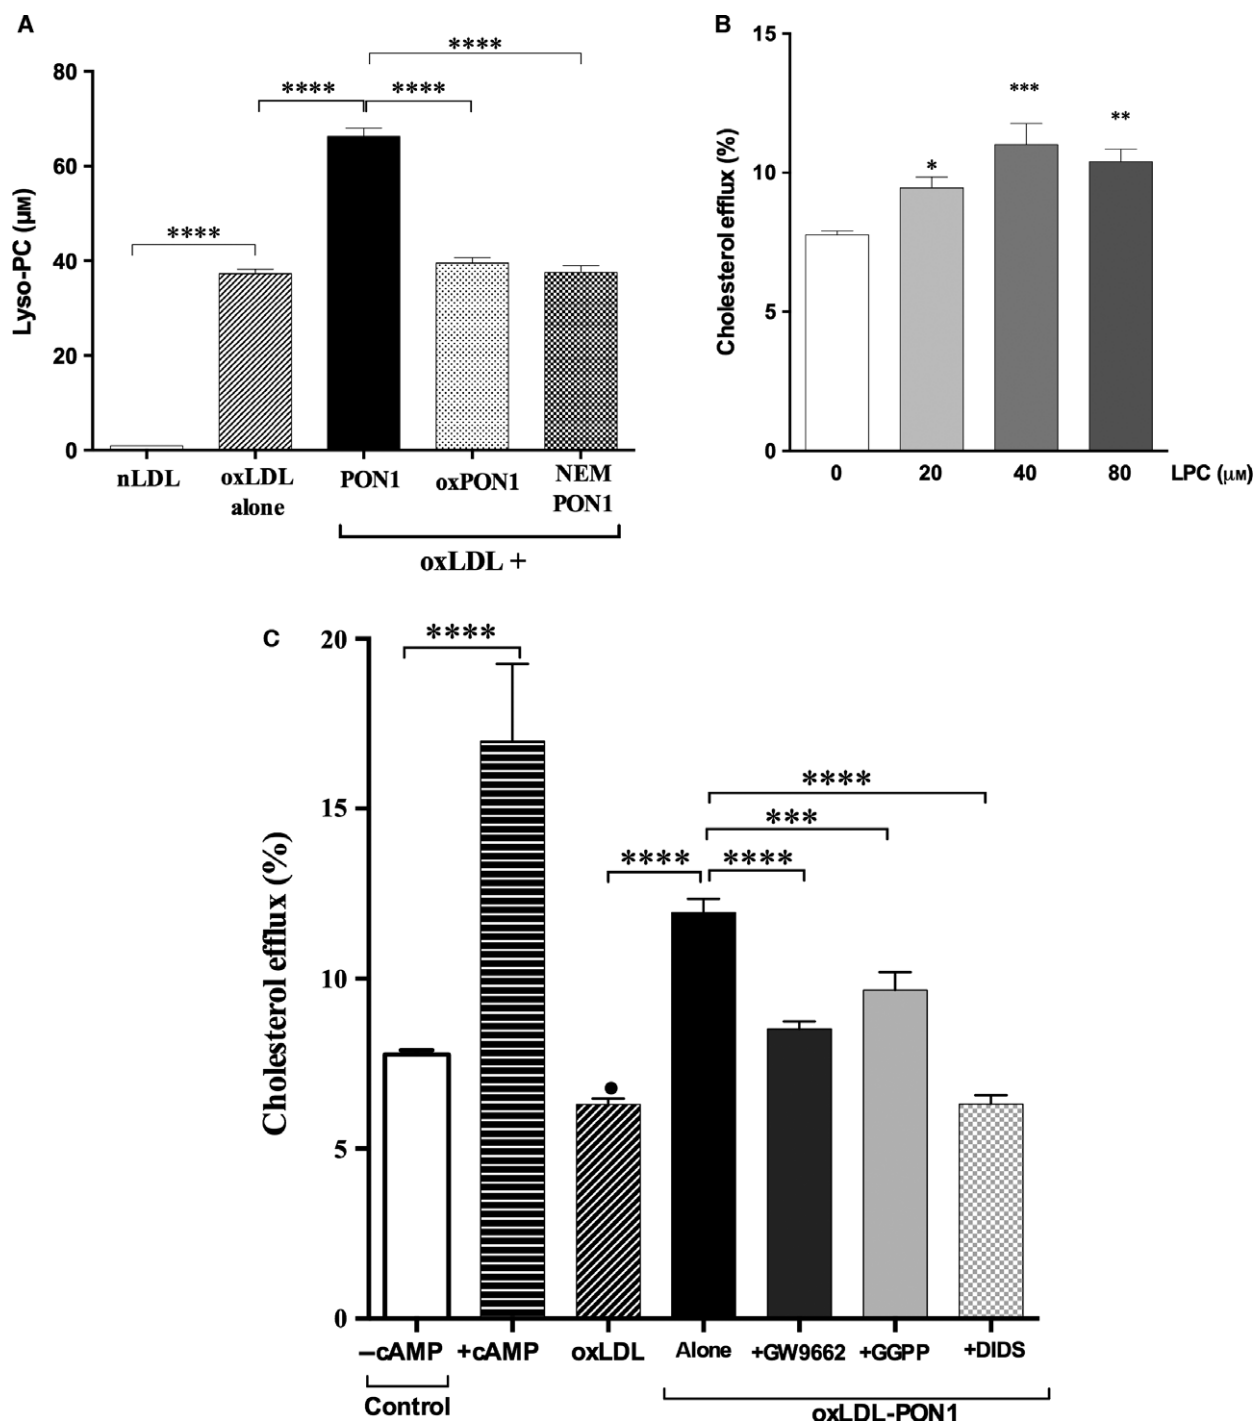 A
****
****
****
****
80
60
40
20
0
Lyso-PC (μM)
nLDL
oxLDL
alone
PON1
oxPON1
NEM
PON1
oxLDL +
B
15
10
5
0
Cholesterol efflux (%)
*
***
**
0 20 40 80 LPC (μM)
C
20
15
10
5
0
Cholesterol efflux (%)
****
****
***
****
****
–cAMP +cAMP oxLDL Alone +GW9662 +GGPP +DIDS
Control
oxLDL-PON1